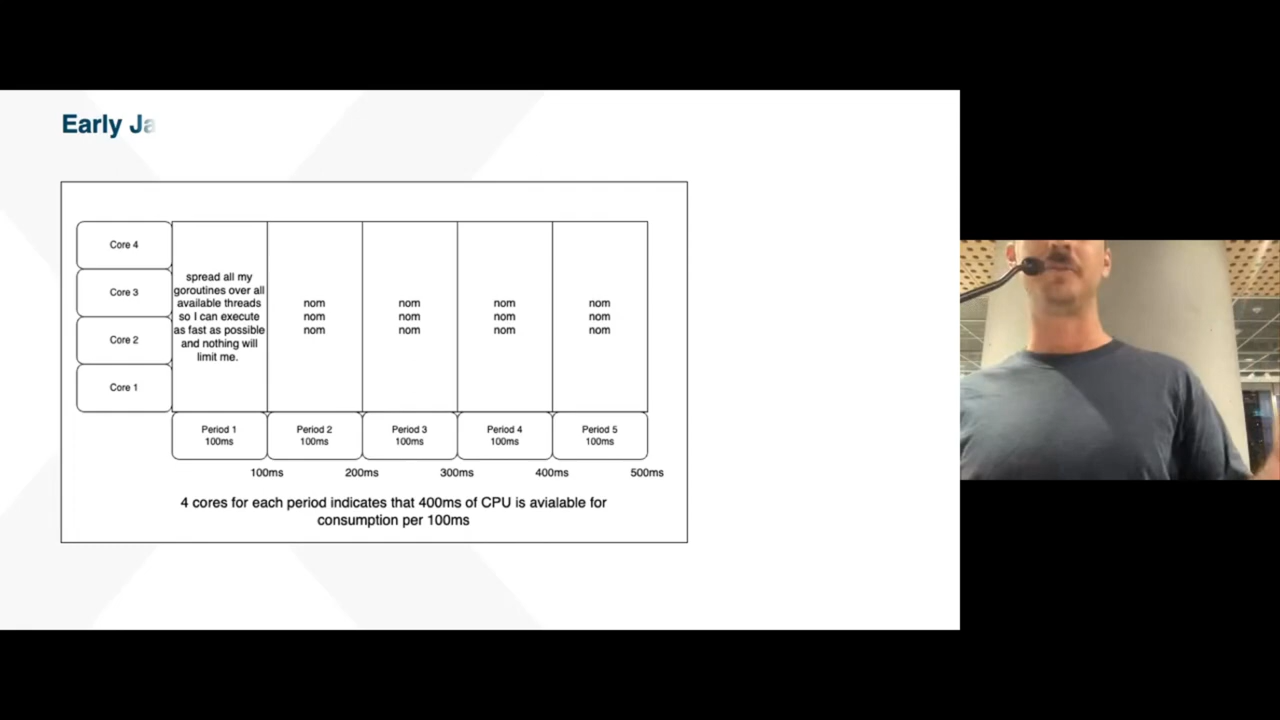 Early Ja
Core 4
Core 3
Core 2
Core 1
spread all my
goroutines over all
available threads
so I can execute
as fast as possible
and nothing will
limit me.
nom
nom
nom
nom
nom
nom
nom
nom
nom
nom
nom
nom
Period 1
100ms
Period 2
100ms
Period 3
100ms
Period 4
100ms
Period 5
100ms
100ms
200ms
300ms
400ms
500ms
4 cores for each period indicates that 400ms of CPU is avialable for
consumption per 100ms